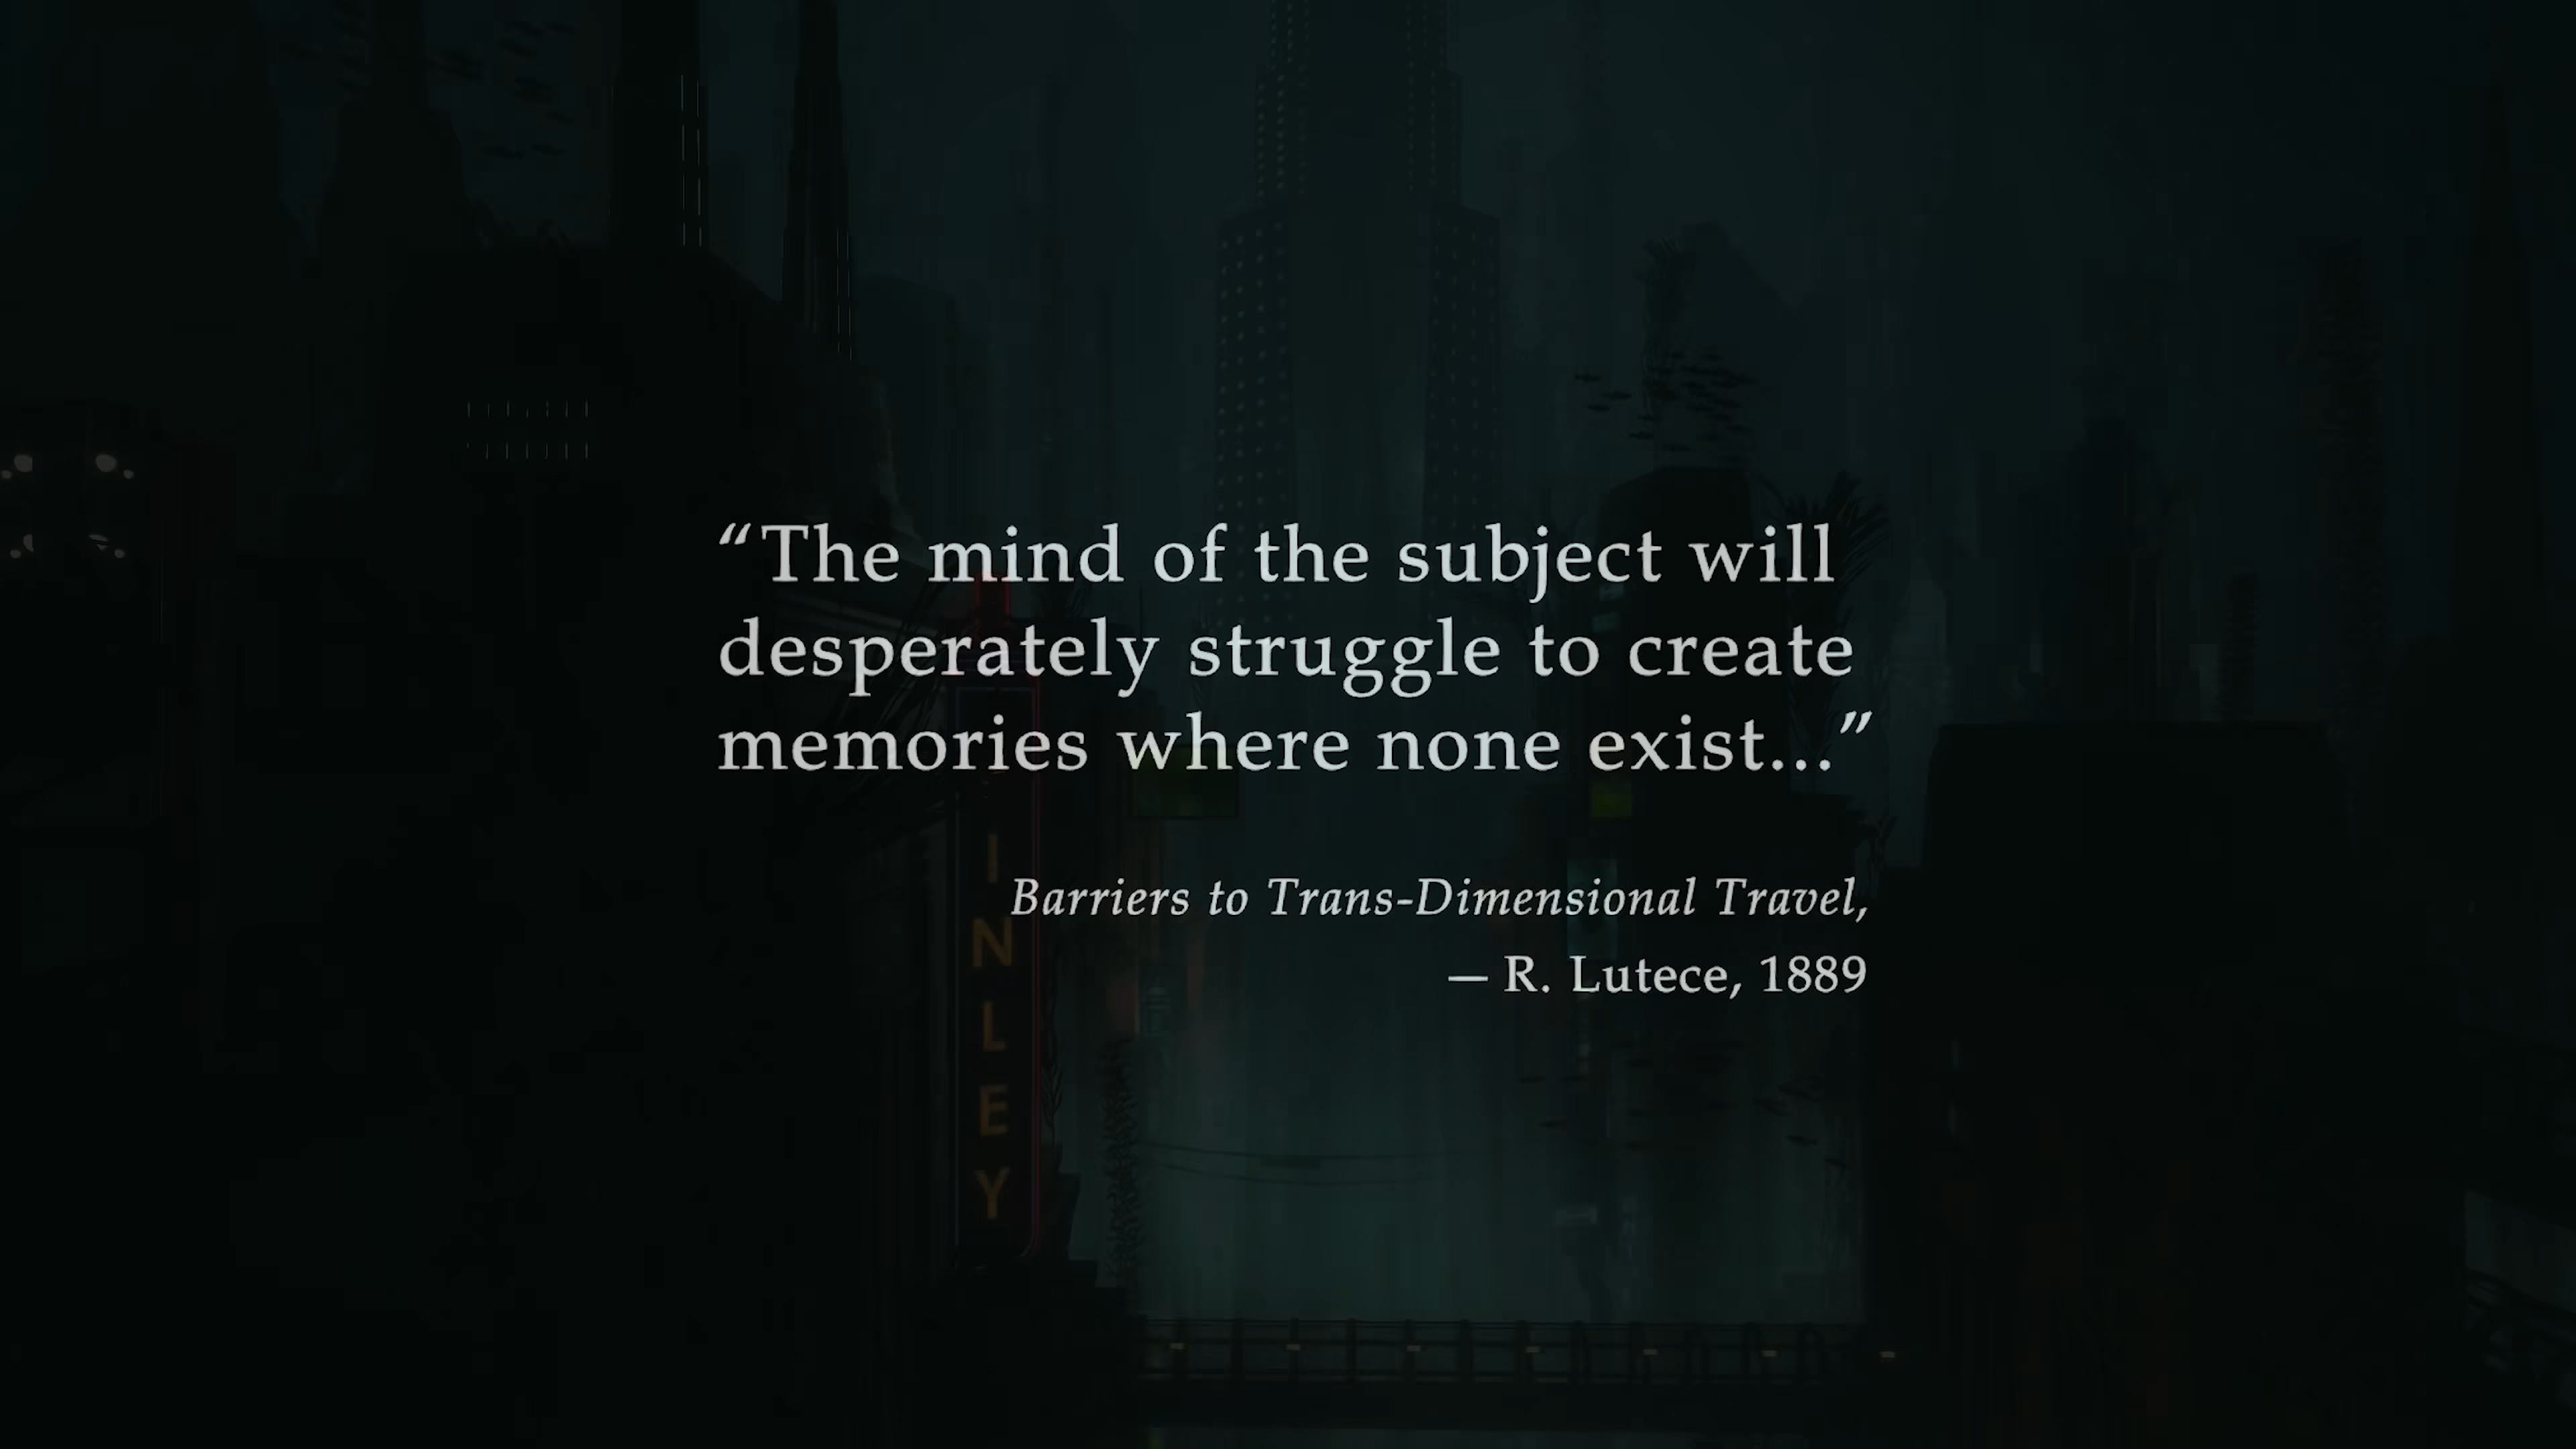 “The mind of the subject will
desperately struggle to create
memories where none exist...”
Barriers to Trans-Dimensional Travel,
— R. Lutece, 1889
I
N
L
E
Y